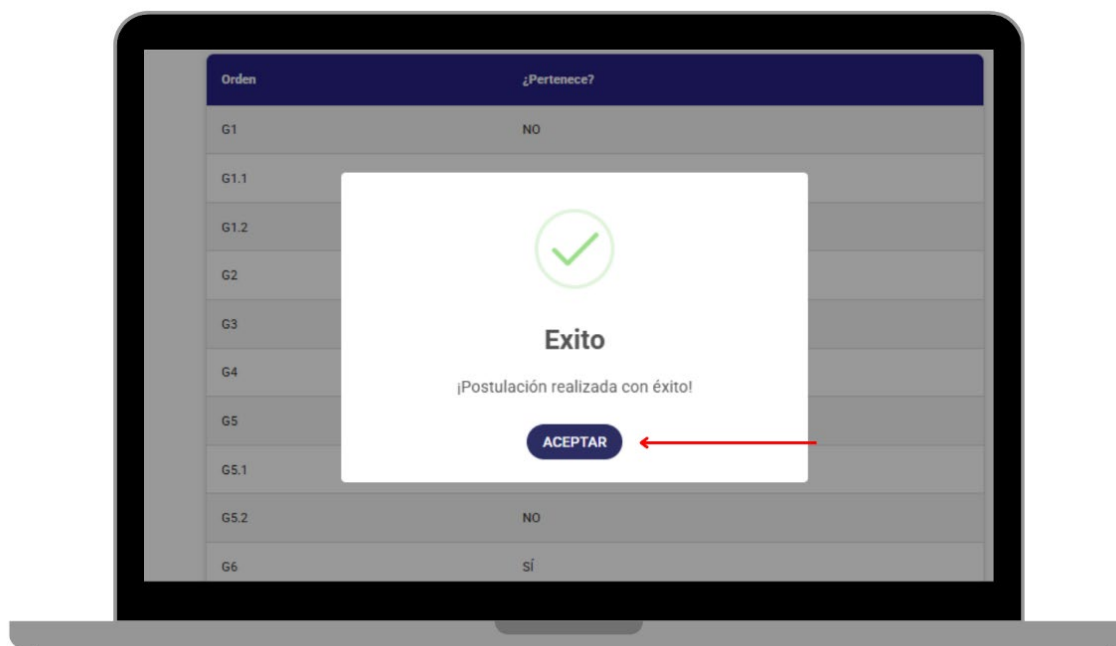 Orden ¿Pertenece?
G1 NO
G1.1
G1.2
G2
G3
G4
G5
G5.1
G5.2 NO
G6 SÍ
Exito
¡Postulación realizada con éxito!
ACEPTAR